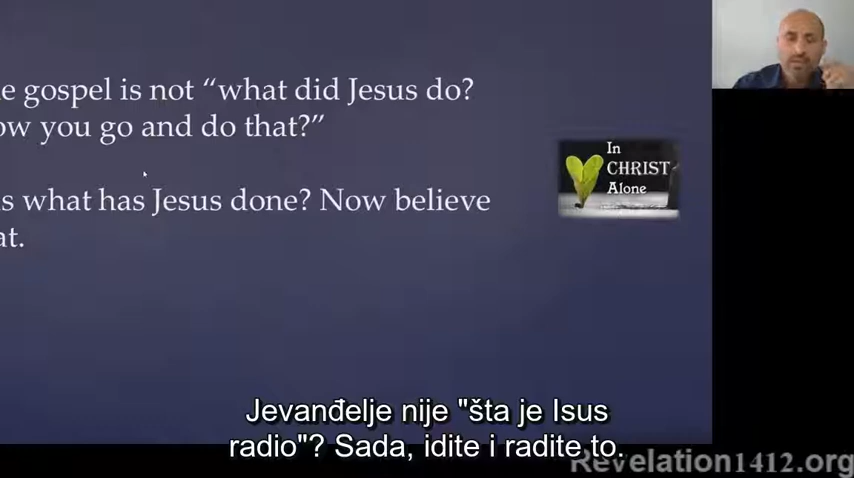 e gospel is not “what did Jesus do?
ow you go and do that?”
s what has Jesus done? Now believe
at.
In
CHRIST
Alone
Jevanđelje nije "šta je Isus
radio"? Sada, idite i radite to.
Revelation1412.org